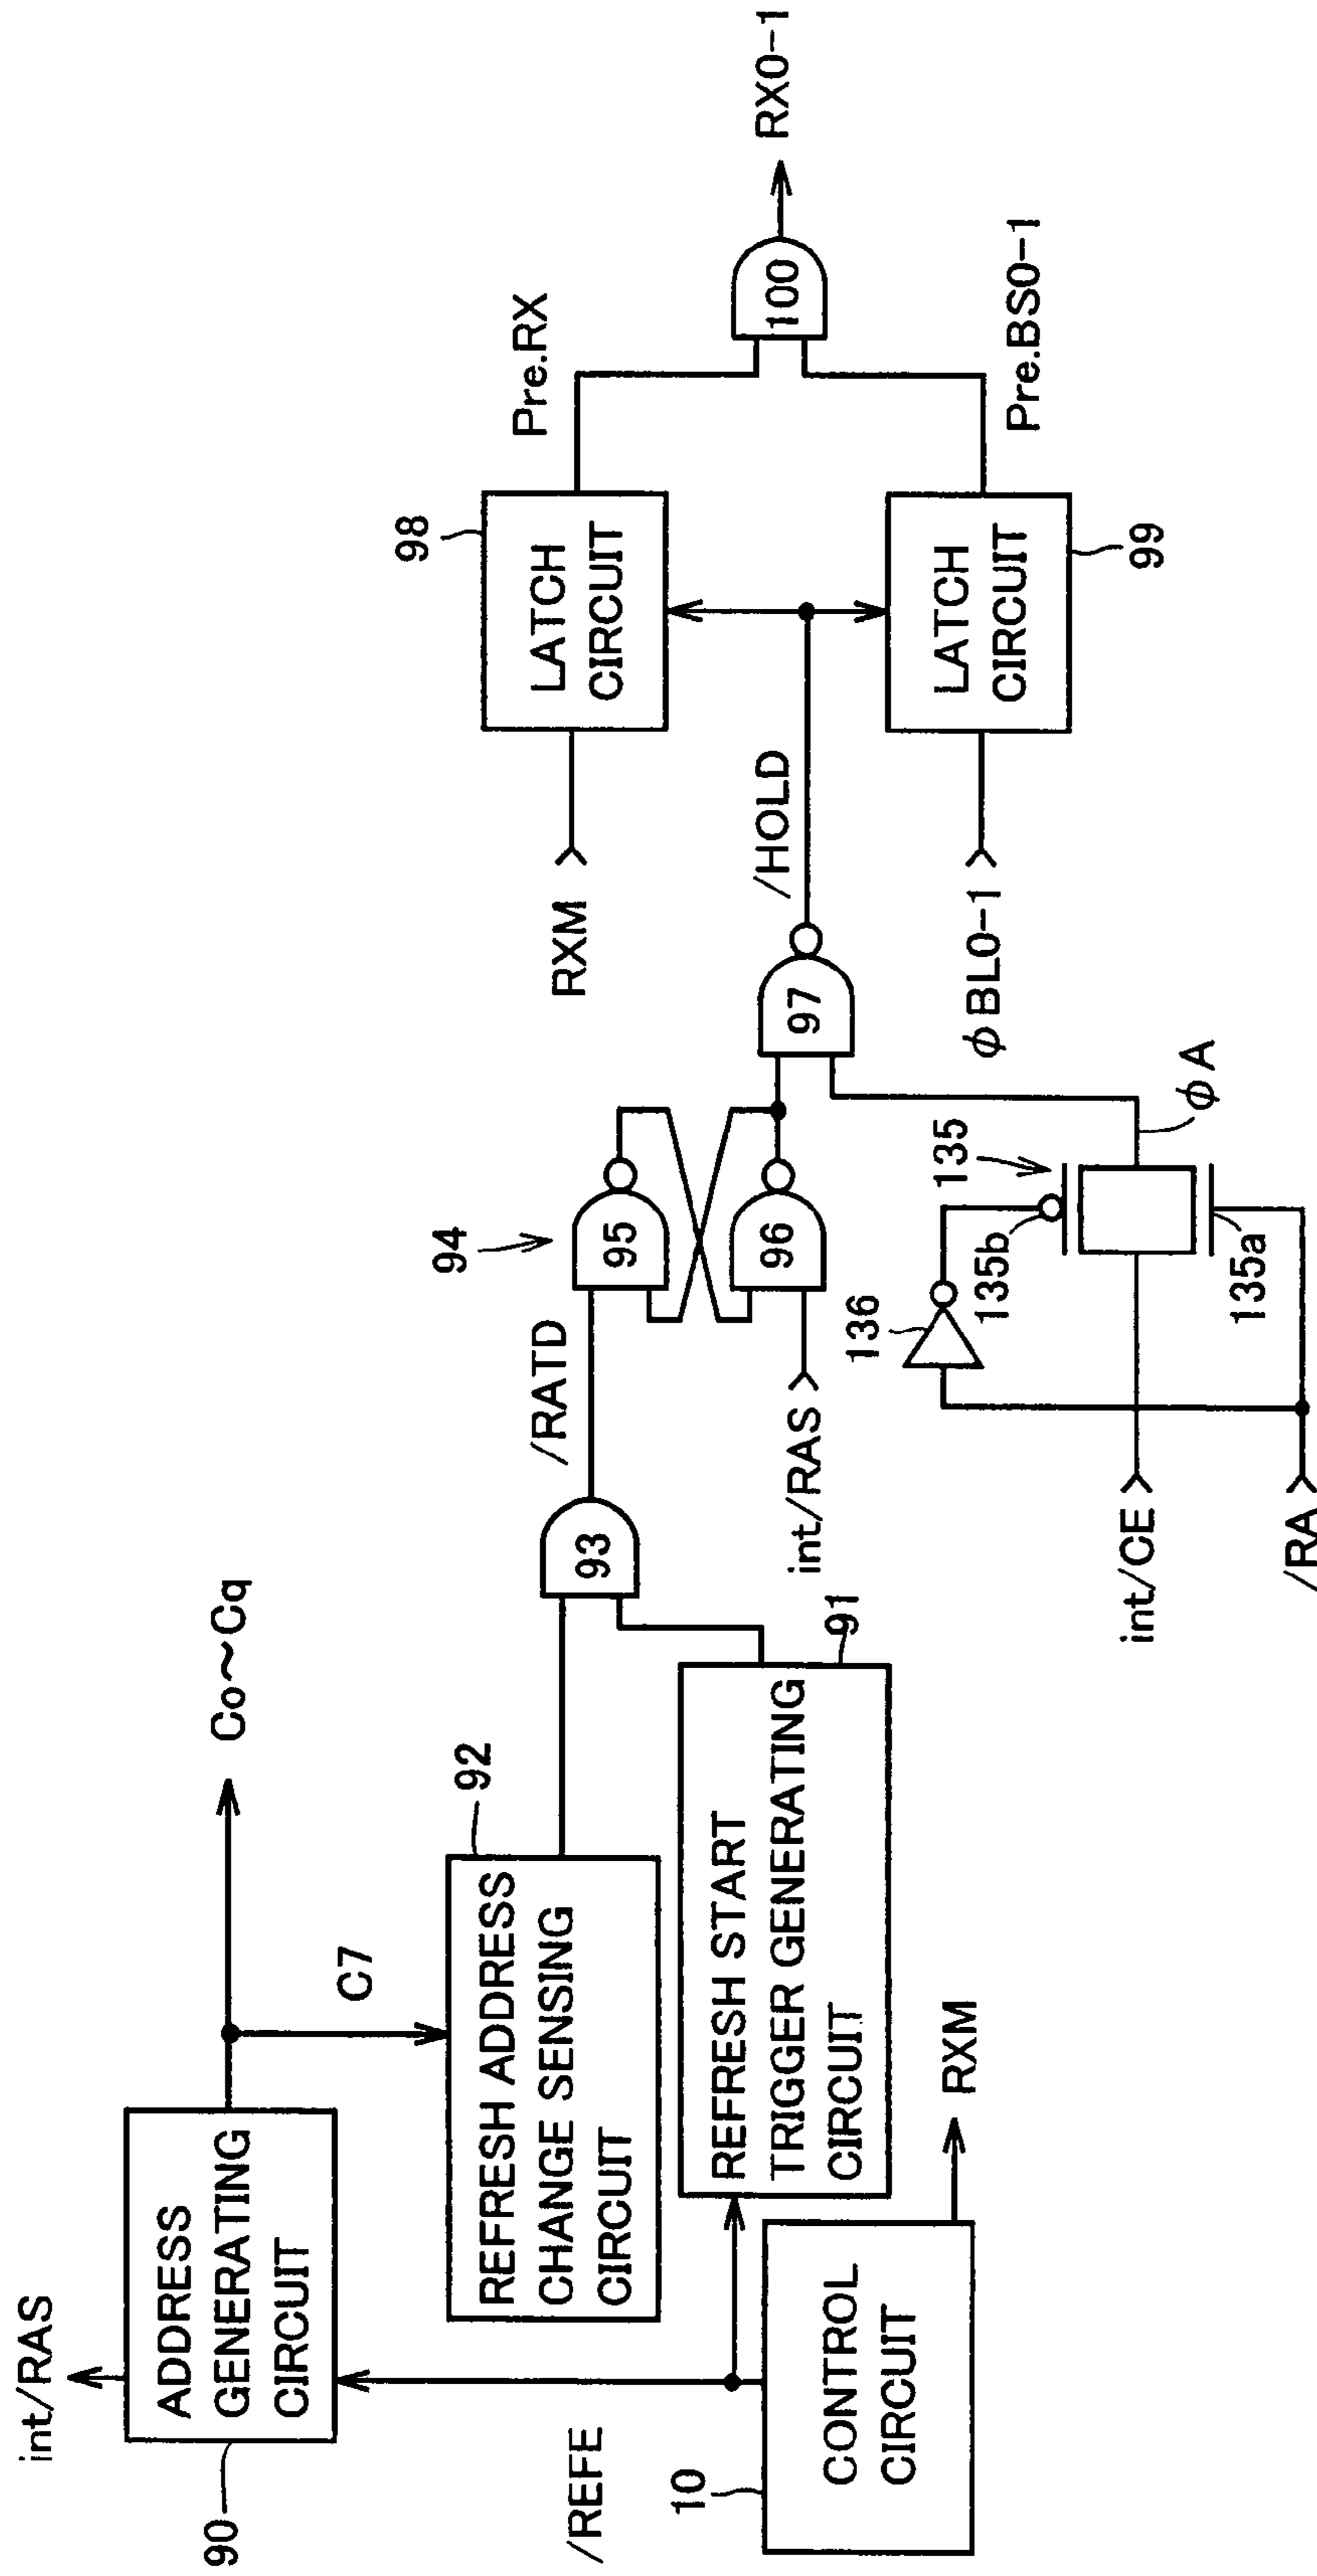 int/RAS
90
ADDRESS
GENERATING
CIRCUIT
Co~Cq
C7
/REFE
92
REFRESH ADDRESS
CHANGE SENSING
CIRCUIT
91
REFRESH START
TRIGGER GENERATING
CIRCUIT
10
CONTROL
CIRCUIT
RXM
93
/RATD
94
95
96
int/RAS
97
/HOLD
136
135
135b
135a
int/CE
/RA
φA
RXM
98
LATCH
CIRCUIT
Pre.RX
φBL0-1
99
LATCH
CIRCUIT
Pre.BS0-1
100
RX0-1